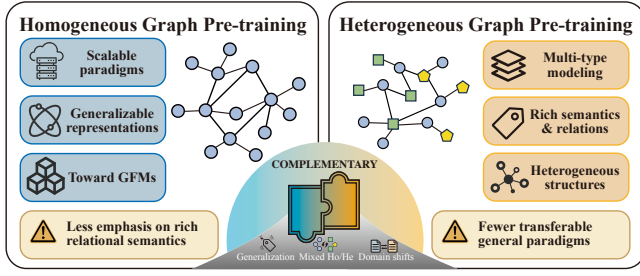 Homogeneous Graph Pre-training
Scalable
paradigms
Generalizable
representations
Toward GFMs
Less emphasis on rich
relational semantics
Heterogeneous Graph Pre-training
Multi-type
modeling
Rich semantics
& relations
Heterogeneous
structures
Fewer transferable
general paradigms
COMPLEMENTARY
Generalization
Mixed Ho/He
Domain shifts